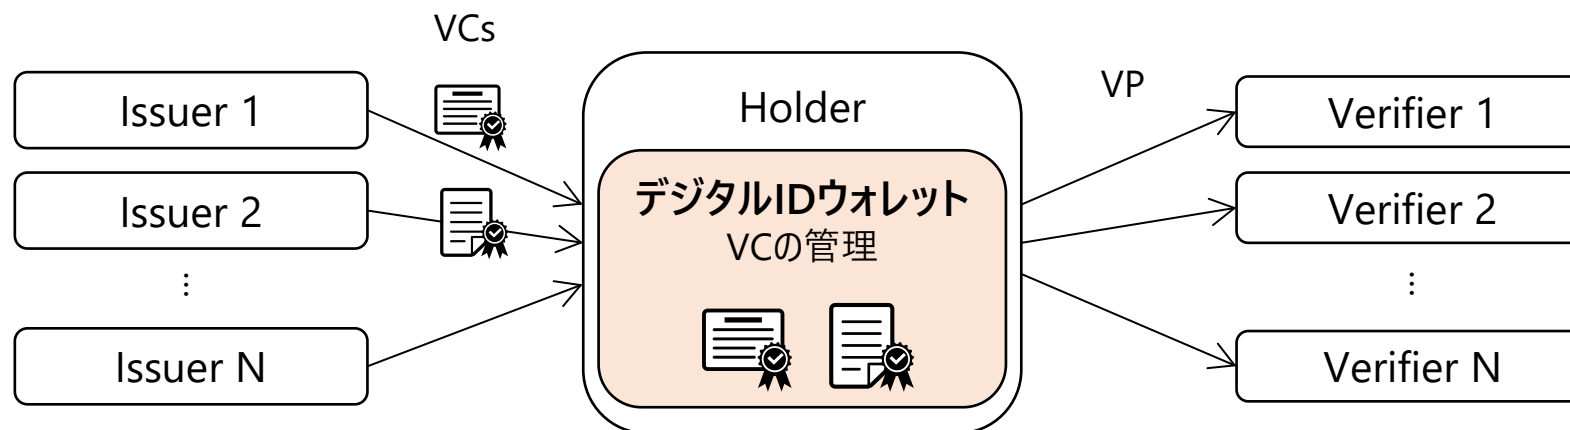 VCs
Issuer 1
Issuer 2
⋮
Issuer N
Holder
デジタルIDウォレット
VCの管理
VP
Verifier 1
Verifier 2
⋮
Verifier N